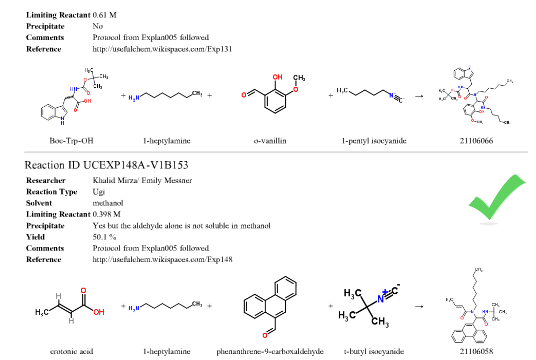 Limiting Reactant 0.61 M
Precipitate No
Comments Protocol from Explan005 followed
Reference http://usefulchem.wikispaces.com/Exp131
Boc-Trp-OH + 1-heptylamine + o-vanillin + 1-pentyl isocyanide → 21106066
Reaction ID UCEXP148A-V1B153
Researcher Khalid Mirza/ Emily Messner
Reaction Type Ugi
Solvent methanol
Limiting Reactant 0.398 M
Precipitate Yes but the aldehyde alone is not soluble in methanol
Yield 50.1 %
Comments Protocol from Explan005 followed
Reference http://usefulchem.wikispaces.com/Exp148
crotonic acid + 1-heptylamine + phenanthrene-9-carboxaldehyde + t-butyl isocyanide → 21106058